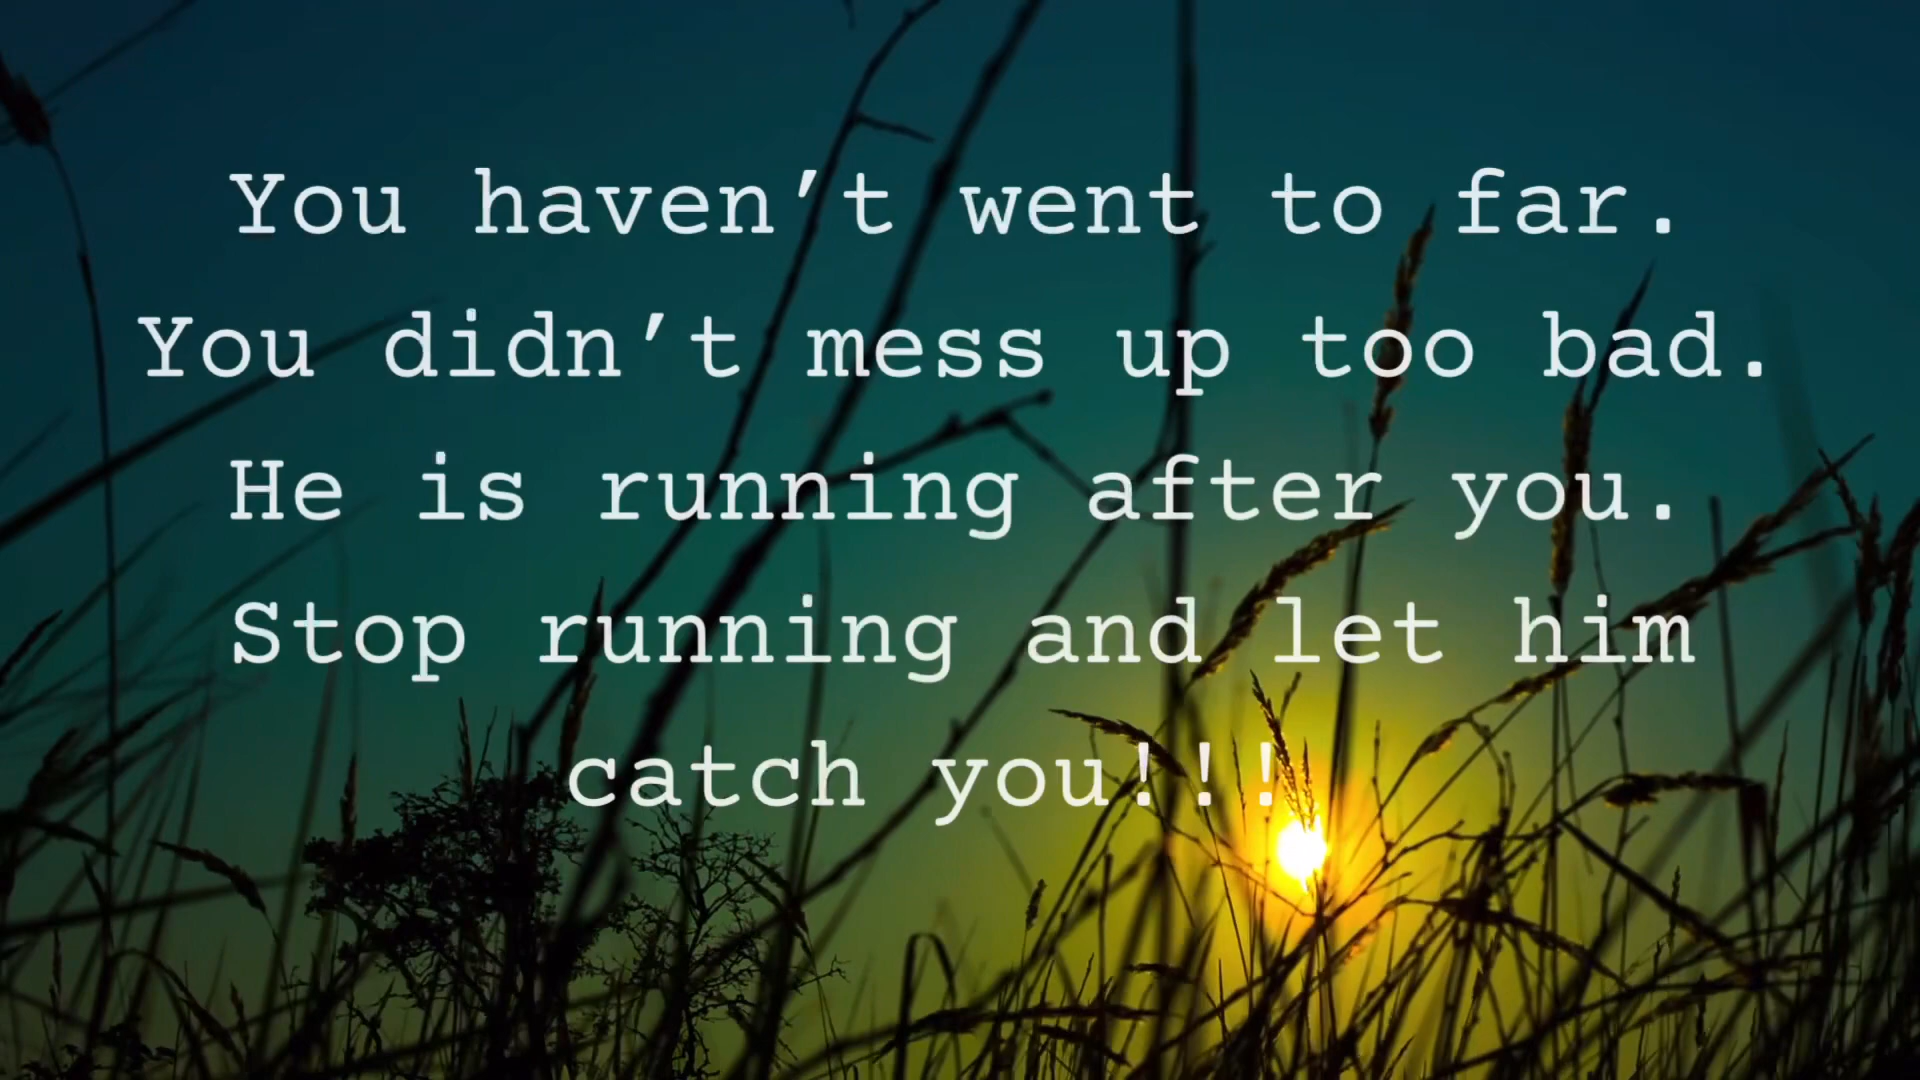 You haven’t went to far.
You didn’t mess up too bad.
He is running after you.
Stop running and let him
catch you!!!